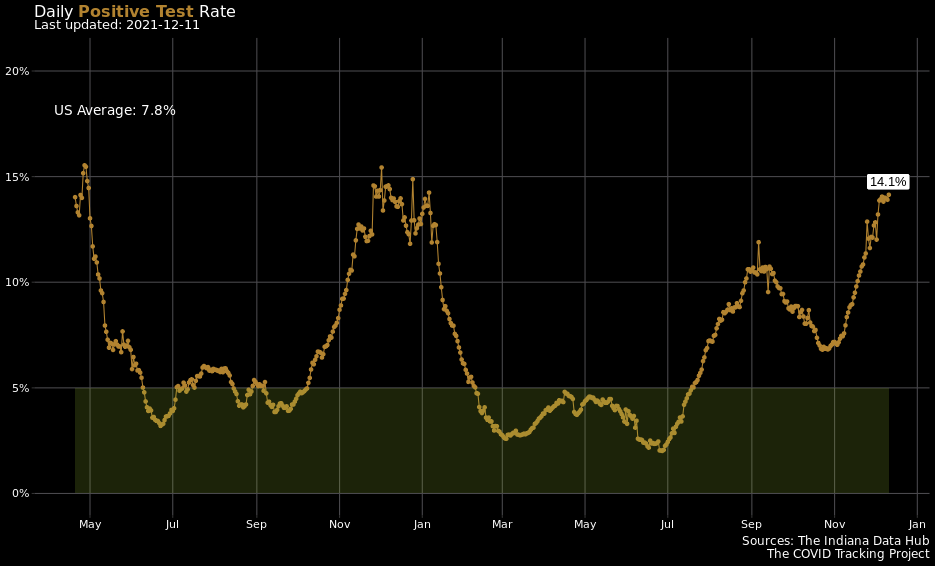 Daily Positive Test Rate
Last updated: 2021-12-11
20%
US Average: 7.8%
15%
14.1%
10%
5%
0%
May Jul Sep Nov Jan Mar May Jul Sep Nov Jan
Sources: The Indiana Data Hub
The COVID Tracking Project